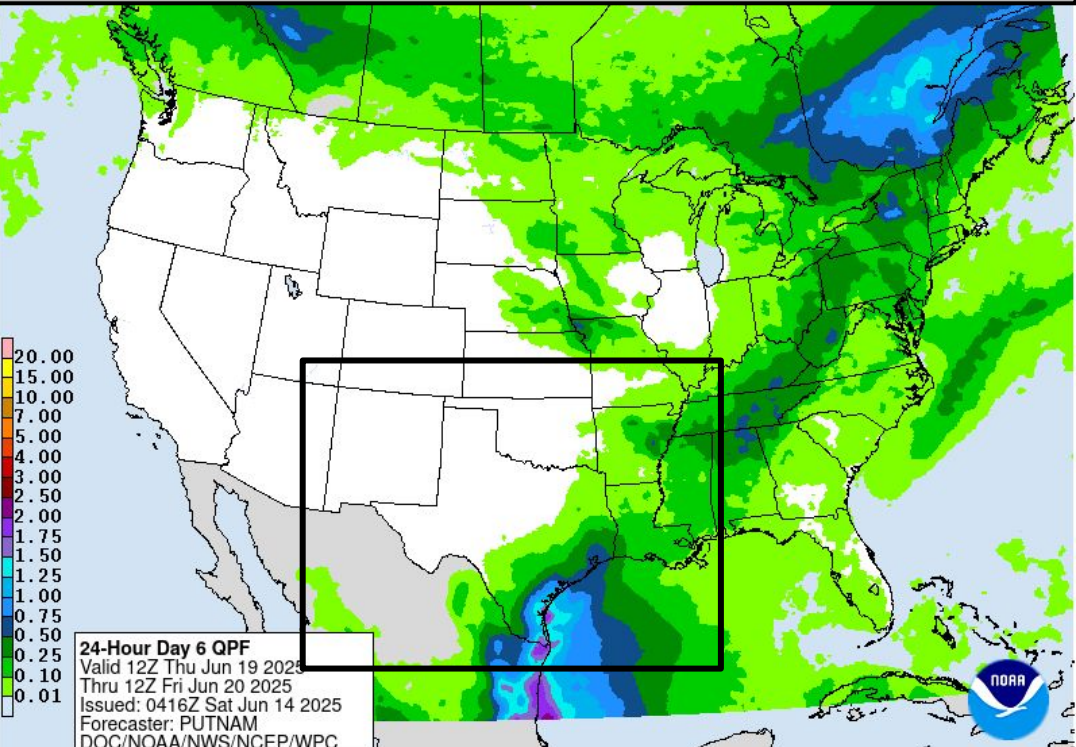 20.00
15.00
10.00
7.00
5.00
4.00
3.00
2.50
2.00
1.75
1.50
1.25
1.00
0.75
0.50
0.25
0.10
0.01
24-Hour Day 6 QPF
Valid 12Z Thu Jun 19 2025
Thru 12Z Fri Jun 20 2025
Issued: 0416Z Sat Jun 14 2025
Forecaster: PUTNAM
DOC/NOAA/NWS/NCEP/WPC
NOAA